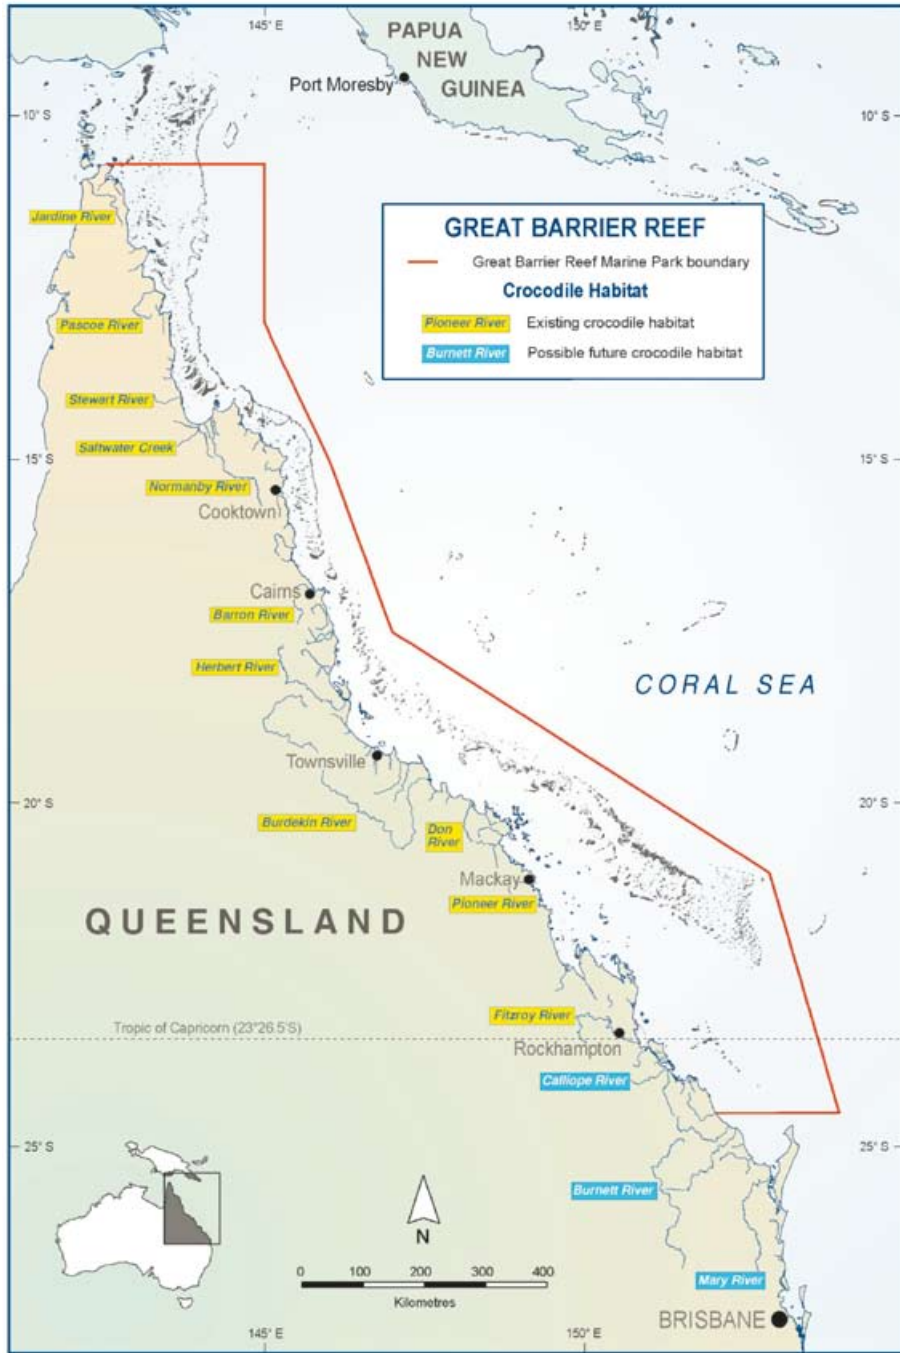 145° E
150° E
PAPUA
NEW
GUINEA
Port Moresby
10° S
10° S
Jardine River
GREAT BARRIER REEF
Great Barrier Reef Marine Park boundary
Crocodile Habitat
Pioneer River
Existing crocodile habitat
Burnett River
Possible future crocodile habitat
Pascoe River
Stewart River
Saltwater Creek
15° S
15° S
Normanby River
Cooktown
Cairns
Barron River
Herbert River
CORAL SEA
Townsville
20° S
20° S
Burdekin River
Don
River
Mackay
Pioneer River
QUEENSLAND
Fitzroy River
Tropic of Capricorn (23°26.5'S)
Rockhampton
Calliope River
25° S
25° S
Burnett River
N
Mary River
0 100 200 300 400
Kilometres
BRISBANE
145° E
150° E